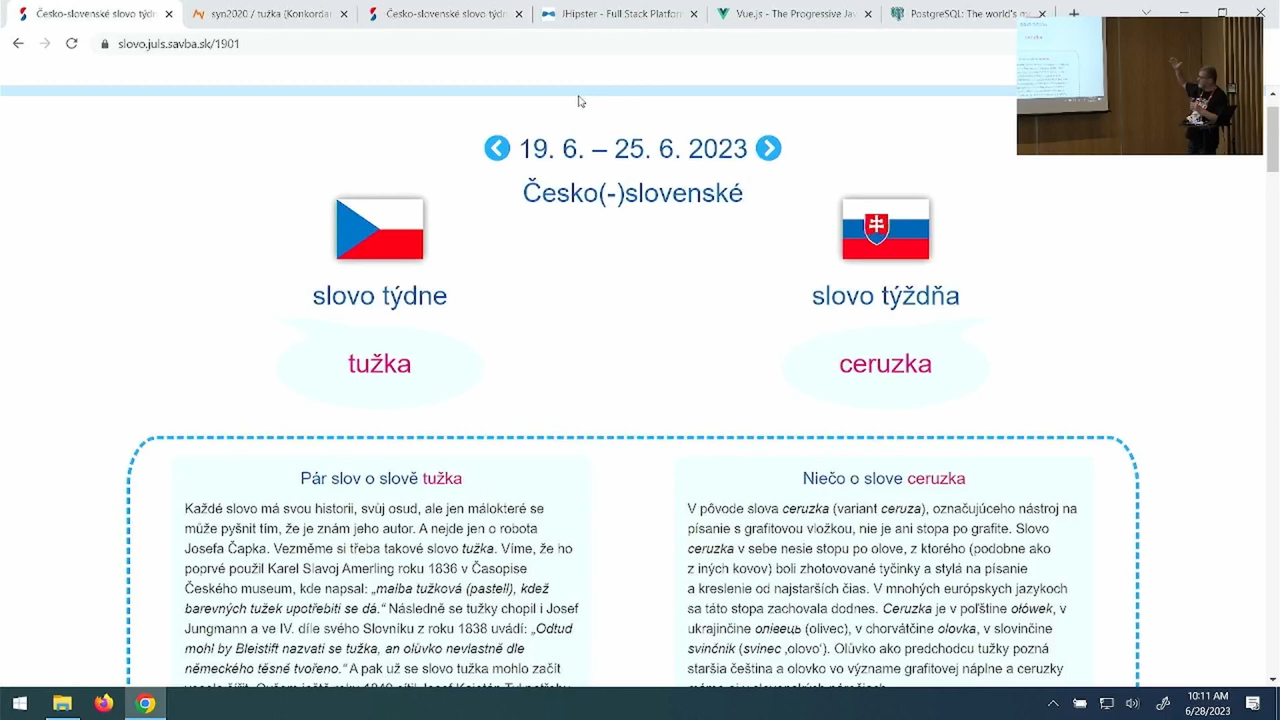 Česko-slovenské slovo týdn
syn2020 / tužka (Konkor
Česko-slovenské slovo týdn
JHipster - Full Stack Platform
Vue.js - The Progressive Jav
PostgreSQL: The world's m
slovo.juls.savba.sk/1901
19. 6. – 25. 6. 2023
Česko(-)slovenské
slovo týdne
slovo týždňa
tužka
ceruzka
Pár slov o slově tužka
Každé slovo má svou historii, svůj osud, ale jen málokteré se
může pyšnit tím, že je znám jeho autor. A nejde jen o robota
Josefa Čapka. Vezměme si třeba takové slovo tužka. Víme, že ho
poprvé použil Karel Slavoj Amerling roku 1836 v Časopise
Českého museum, kde napsal: „malba tužková (pastell), kdež
barevných tužek upotřebiti se dá.“ Následne se tužky chopil i Josef
Jungmann a ve IV. díle svého Slovníku z roku 1838 uvádí: „Odtud
mohl by Bleistift nazvati se tužka, an olůvko nevlastně dle
německého těsné tvořeno.“ A pak už se slovo tužka mohlo začít
Niečo o slove ceruzka
V pôvode slova ceruzka (variant ceruza), označujúceho nástroj na
písanie s grafitovou vložkou, nie je ani stopa po grafite. Slovo
ceruzka v sebe nesie stopu po olove, z ktorého (podobne ako
z iných kovov) boli zhotovované tyčinky a stylá na písanie
a kreslenie od najstarších čias. V mnohých európskych jazykoch
sa táto stopa zachovala dodnes. Ceruzka je v poľštine ołówek, v
ukrajinčine олівець (olivec), v chorvátčine olovka, v slovinčine
svinčnik (svinec ‚olovo‘). Olůvko ako predchodcu tužky pozná
staršia čeština a olovko vo význame grafitovej náplne a ceruzky
10:11 AM
6/28/2023